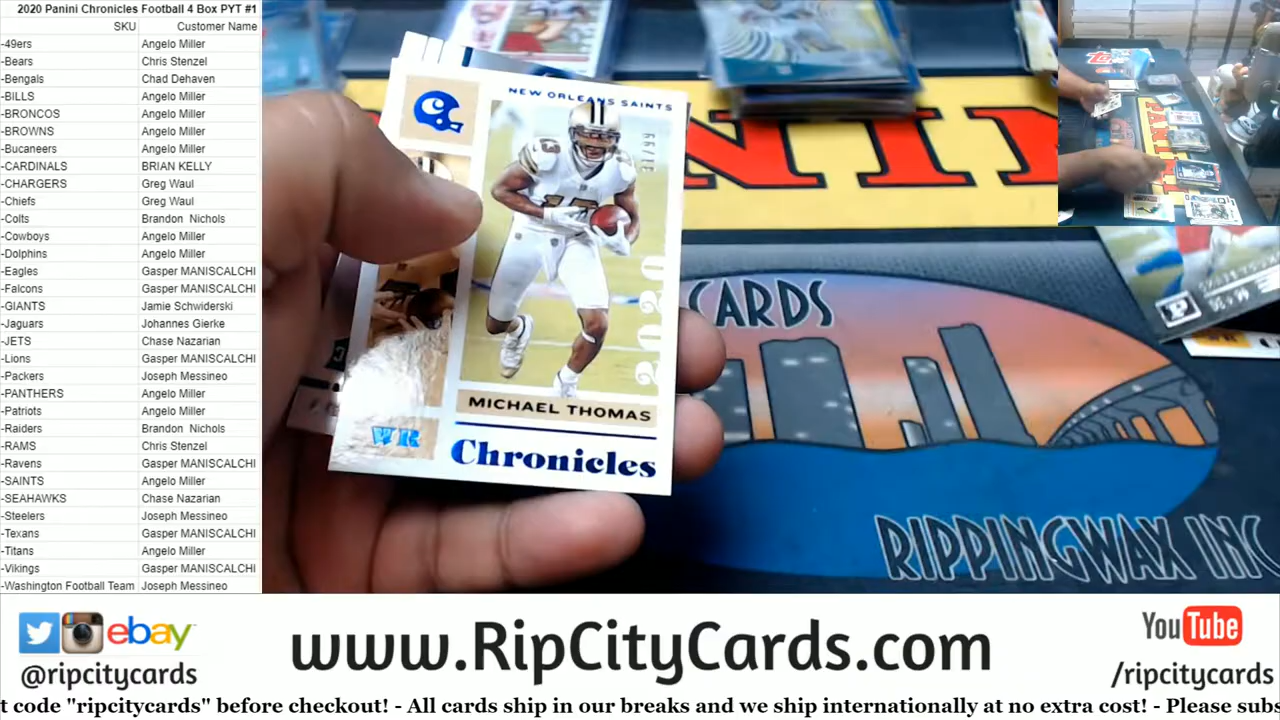 2020 Panini Chronicles Football 4 Box PYT #1
SKU Customer Name
-49ers Angelo Miller
-Bears Chris Stenzel
-Bengals Chad Dehaven
-BILLS Angelo Miller
-BRONCOS Angelo Miller
-BROWNS Angelo Miller
-Bucaneers Angelo Miller
-CARDINALS BRIAN KELLY
-CHARGERS Greg Waul
-Chiefs Greg Waul
-Colts Brandon Nichols
-Cowboys Angelo Miller
-Dolphins Angelo Miller
-Eagles Gasper MANISCALCHI
-Falcons Gasper MANISCALCHI
-GIANTS Jamie Schwiderski
-Jaguars Johannes Gierke
-JETS Chase Nazarian
-Lions Gasper MANISCALCHI
-Packers Joseph Messineo
-PANTHERS Angelo Miller
-Patriots Angelo Miller
-Raiders Brandon Nichols
-RAMS Chris Stenzel
-Ravens Gasper MANISCALCHI
-SAINTS Angelo Miller
-SEAHAWKS Chase Nazarian
-Steelers Joseph Messineo
-Texans Gasper MANISCALCHI
-Titans Angelo Miller
-Vikings Gasper MANISCALCHI
-Washington Football Team Joseph Messineo
NEW ORLEANS SAINTS
2020
MICHAEL THOMAS
WR
Chronicles
CARDS
RIPPINGWAX INC
PANINI
ebay
@ripcitycards
www.RipCityCards.com
YouTube
/ripcitycards
t code "ripcitycards" before checkout! - All cards ship in our breaks and we ship internationally at no extra cost! - Please subs